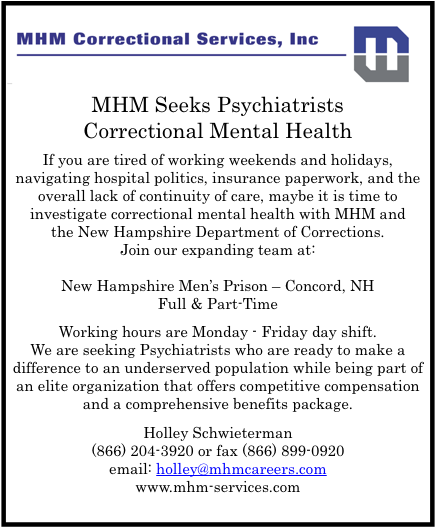 MHM Correctional Services, Inc
MHM Seeks Psychiatrists
Correctional Mental Health
If you are tired of working weekends and holidays,
navigating hospital politics, insurance paperwork, and the
overall lack of continuity of care, maybe it is time to
investigate correctional mental health with MHM and
the New Hampshire Department of Corrections.
Join our expanding team at:
New Hampshire Men's Prison – Concord, NH
Full & Part-Time
Working hours are Monday - Friday day shift.
We are seeking Psychiatrists who are ready to make a
difference to an underserved population while being part of
an elite organization that offers competitive compensation
and a comprehensive benefits package.
Holley Schwieterman
(866) 204-3920 or fax (866) 899-0920
email: holley@mhmcareers.com
www.mhm-services.com